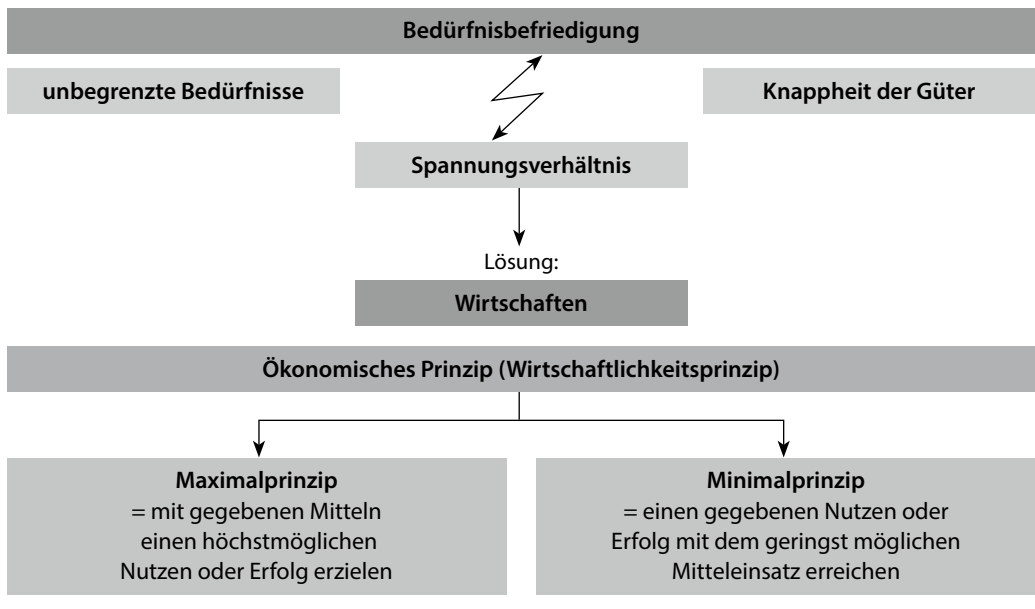 Bedürfnisbefriedigung
unbegrenzte Bedürfnisse
Knappheit der Güter
Spannungsverhältnis
Lösung:
Wirtschaften
Ökonomisches Prinzip (Wirtschaftlichkeitsprinzip)
Maximalprinzip
= mit gegebenen Mitteln
einen höchstmöglichen
Nutzen oder Erfolg erzielen
Minimalprinzip
= einen gegebenen Nutzen oder
Erfolg mit dem geringst möglichen
Mitteleinsatz erreichen